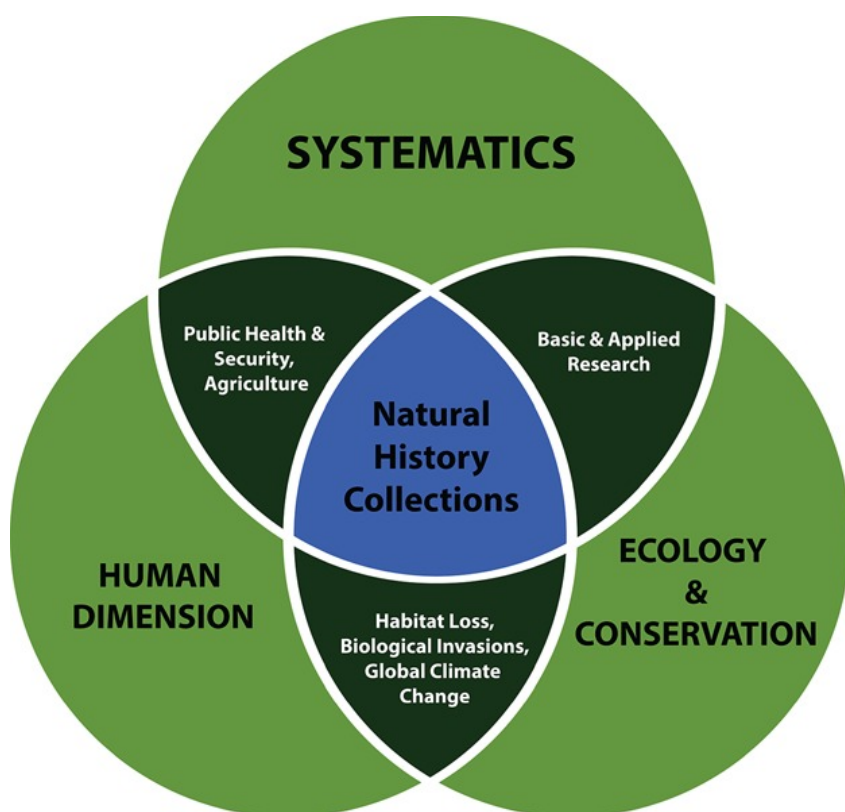 SYSTEMATICS
Public Health &
Security,
Agriculture
Basic & Applied
Research
Natural
History
Collections
HUMAN
DIMENSION
ECOLOGY
&
CONSERVATION
Habitat Loss,
Biological Invasions,
Global Climate
Change